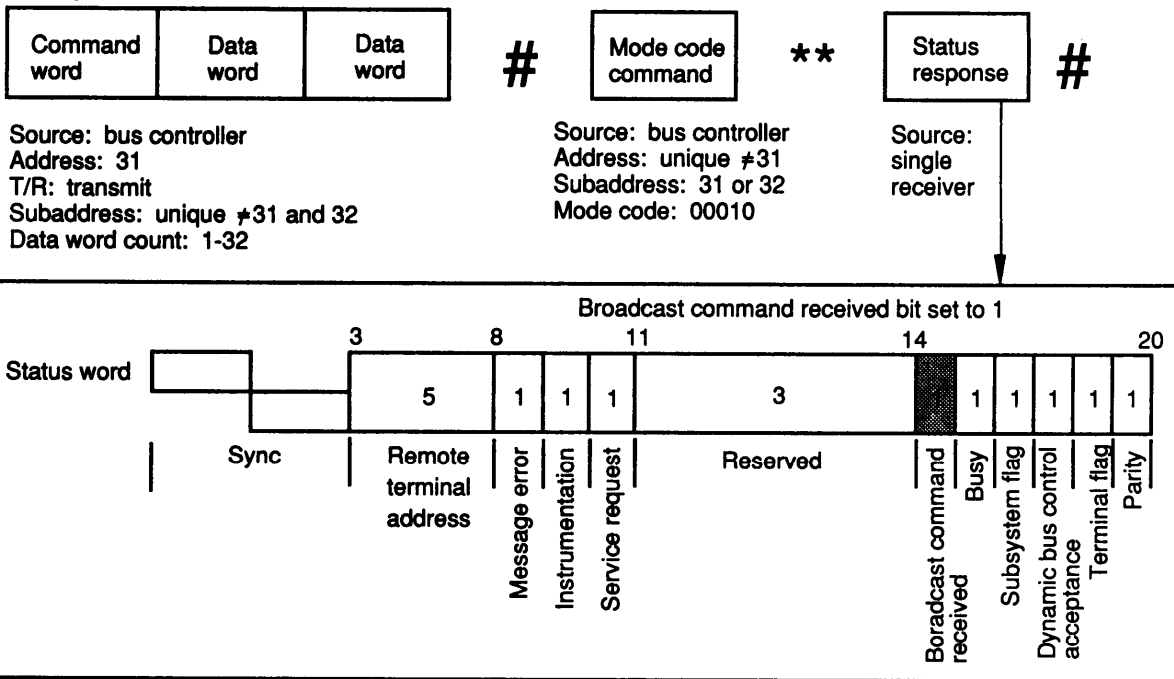 Command word
Data word
Data word
#
Mode code command
**
Status response
#
Source: bus controller
Address: 31
T/R: transmit
Subaddress: unique ≠31 and 32
Data word count: 1-32
Source: bus controller
Address: unique ≠31
Subaddress: 31 or 32
Mode code: 00010
Source:
single
receiver
Broadcast command received bit set to 1
3 8 11 14 20
Status word
5 1 1 1 3 1 1 1 1 1 1
Sync
Remote
terminal
address
Message error
Instrumentation
Service request
Reserved
Boradcast command
received
Busy
Subsystem flag
Dynamic bus control
acceptance
Terminal flag
Parity